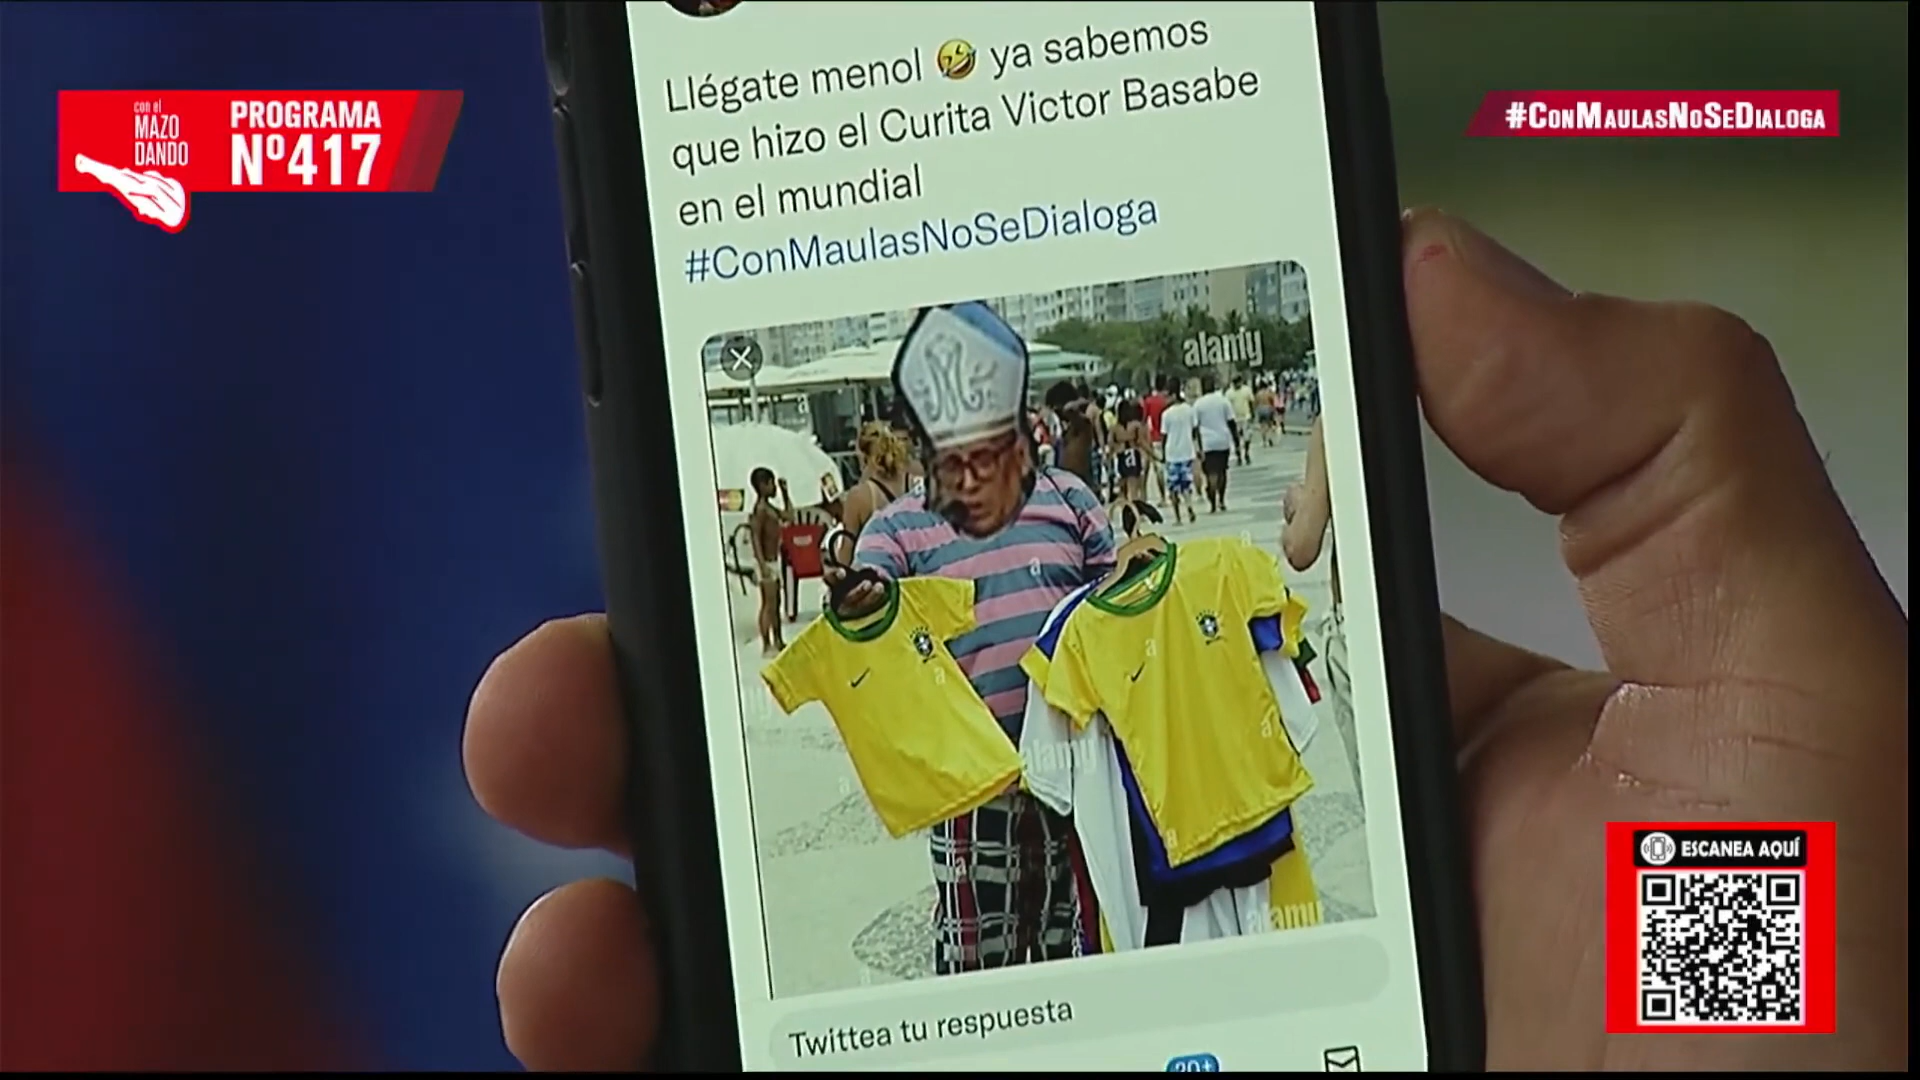 con el
MAZO
DANDO
PROGRAMA
Nº417
#ConMaulasNoSeDialoga
Llégate menol 🤣 ya sabemos
que hizo el Curita Victor Basabe
en el mundial
#ConMaulasNoSeDialoga
alamy
alamy
alamy
Twittea tu respuesta
20+
ESCANEA AQUÍ